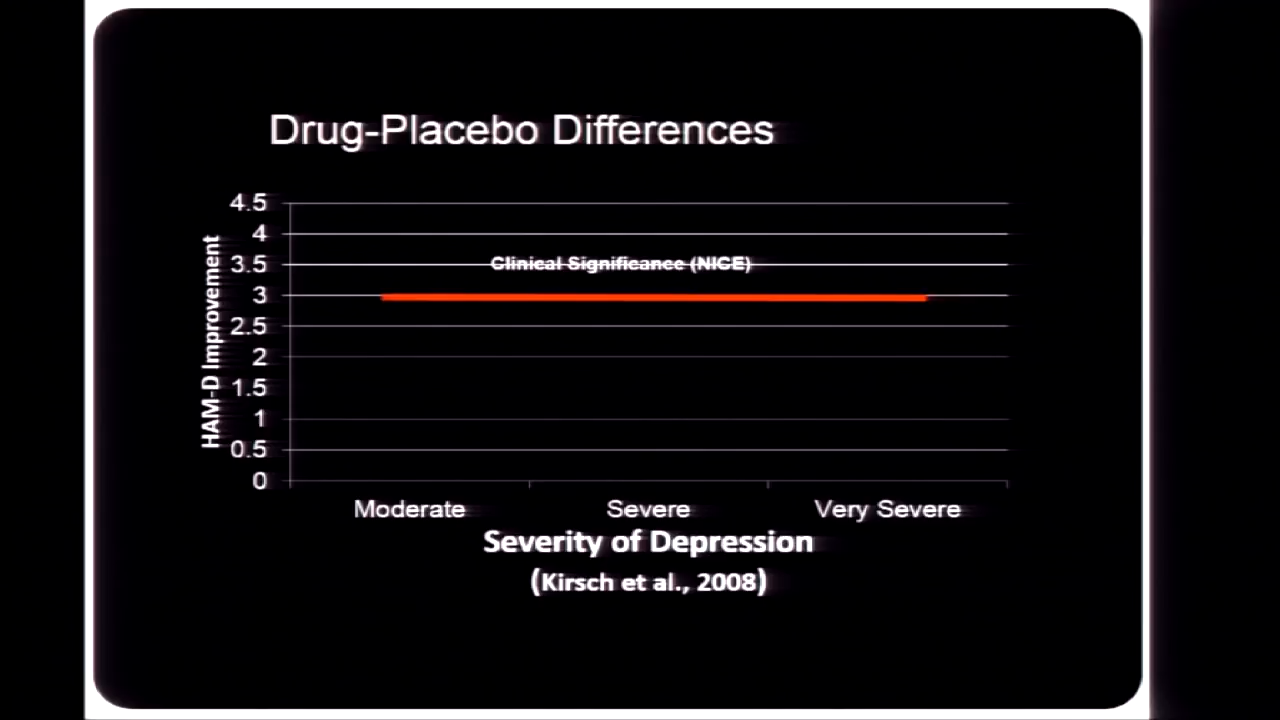 Drug-Placebo Differences
4.5
4
Clinical Significance (NICE)
3.5
3
2.5
2
1.5
1
0.5
0
HAM-D Improvement
Moderate Severe Very Severe
Severity of Depression
(Kirsch et al., 2008)